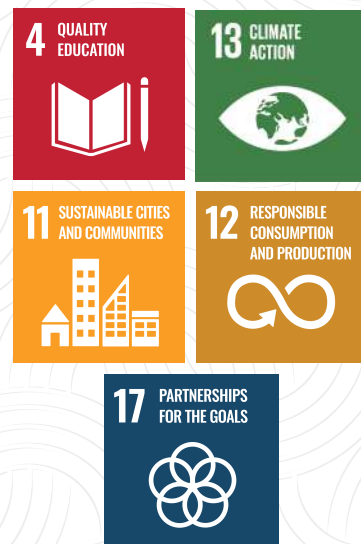 4 QUALITY
EDUCATION
13 CLIMATE
ACTION
11 SUSTAINABLE CITIES
AND COMMUNITIES
12 RESPONSIBLE
CONSUMPTION
AND PRODUCTION
17 PARTNERSHIPS
FOR THE GOALS